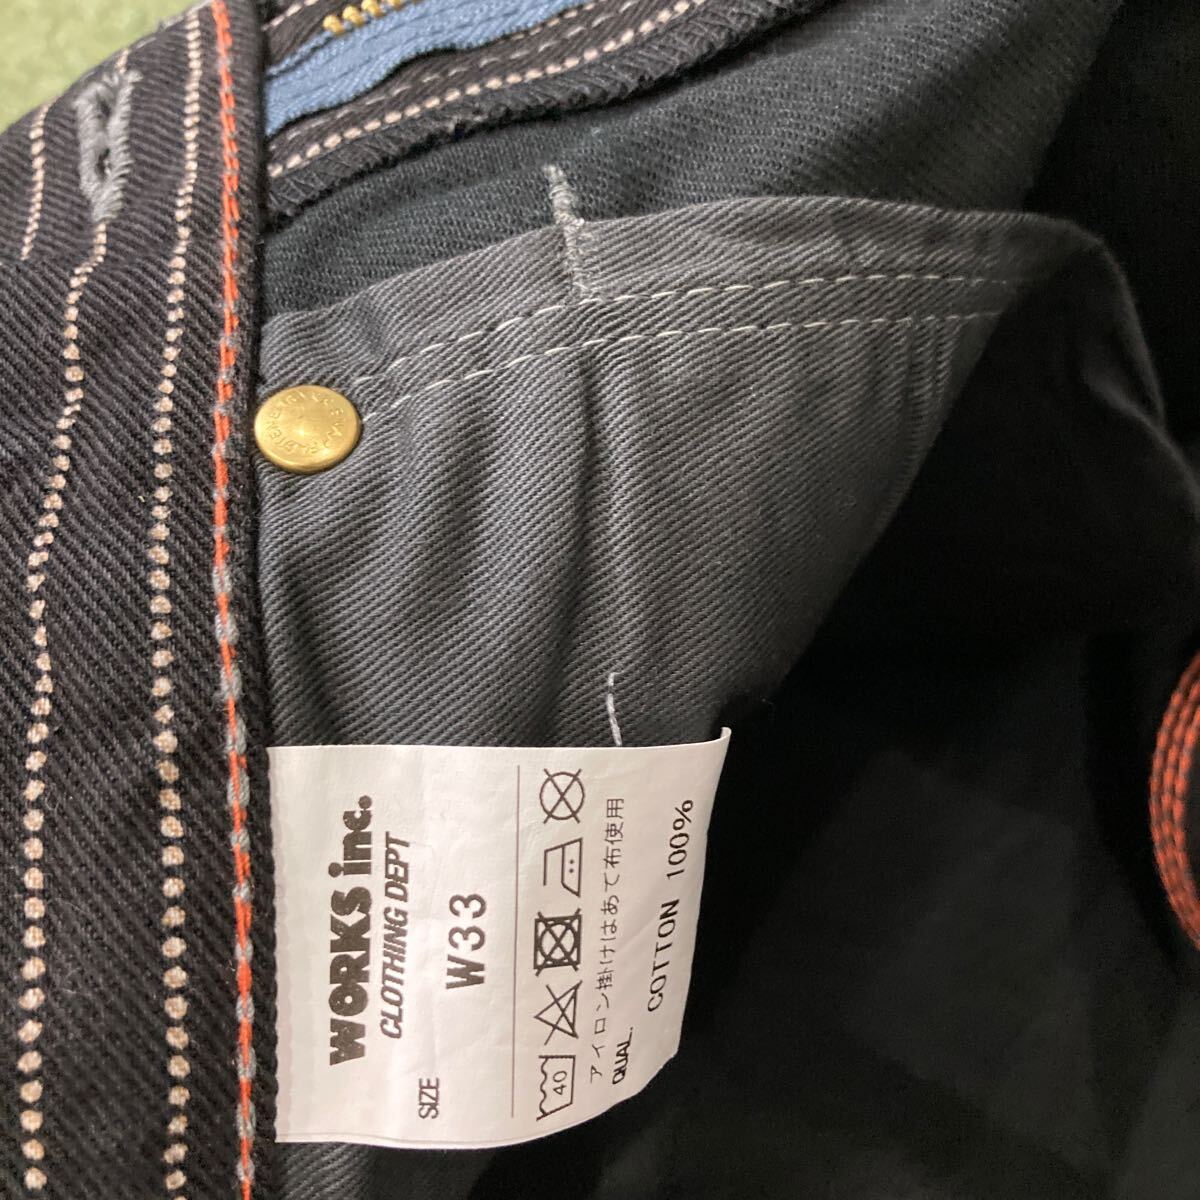 WORKS inc.
CLOTHING DEPT
SIZE W33
40
アイロン掛けはあて布使用
QUAL. COTTON 100%